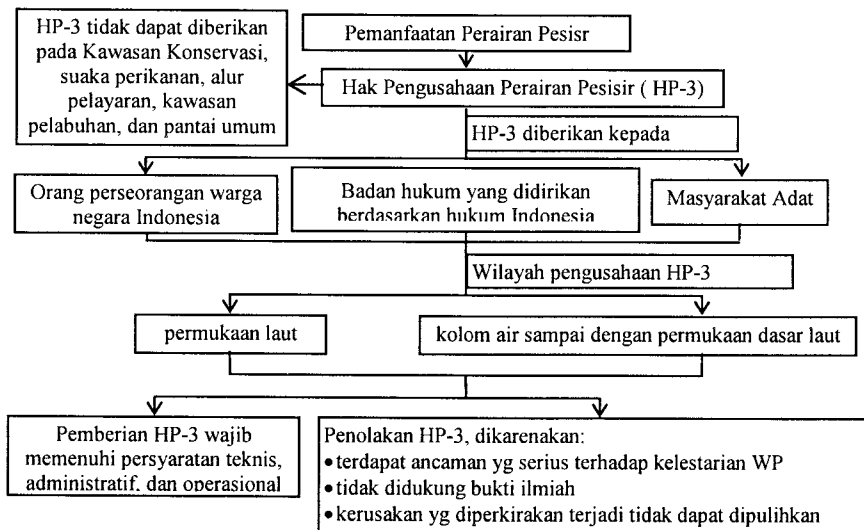 HP-3 tidak dapat diberikan
pada Kawasan Konservasi,
suaka perikanan, alur
pelayaran, kawasan
pelabuhan, dan pantai umum
Pemanfaatan Perairan Pesisr
Hak Pengusahaan Perairan Pesisir ( HP-3)
HP-3 diberikan kepada
Orang perseorangan warga
negara Indonesia
Badan hukum yang didirikan
berdasarkan hukum Indonesia
Masyarakat Adat
Wilayah pengusahaan HP-3
permukaan laut
kolom air sampai dengan permukaan dasar laut
Pemberian HP-3 wajib
memenuhi persyaratan teknis,
administratif, dan operasional
Penolakan HP-3, dikarenakan:
• terdapat ancaman yg serius terhadap kelestarian WP
• tidak didukung bukti ilmiah
• kerusakan yg diperkirakan terjadi tidak dapat dipulihkan